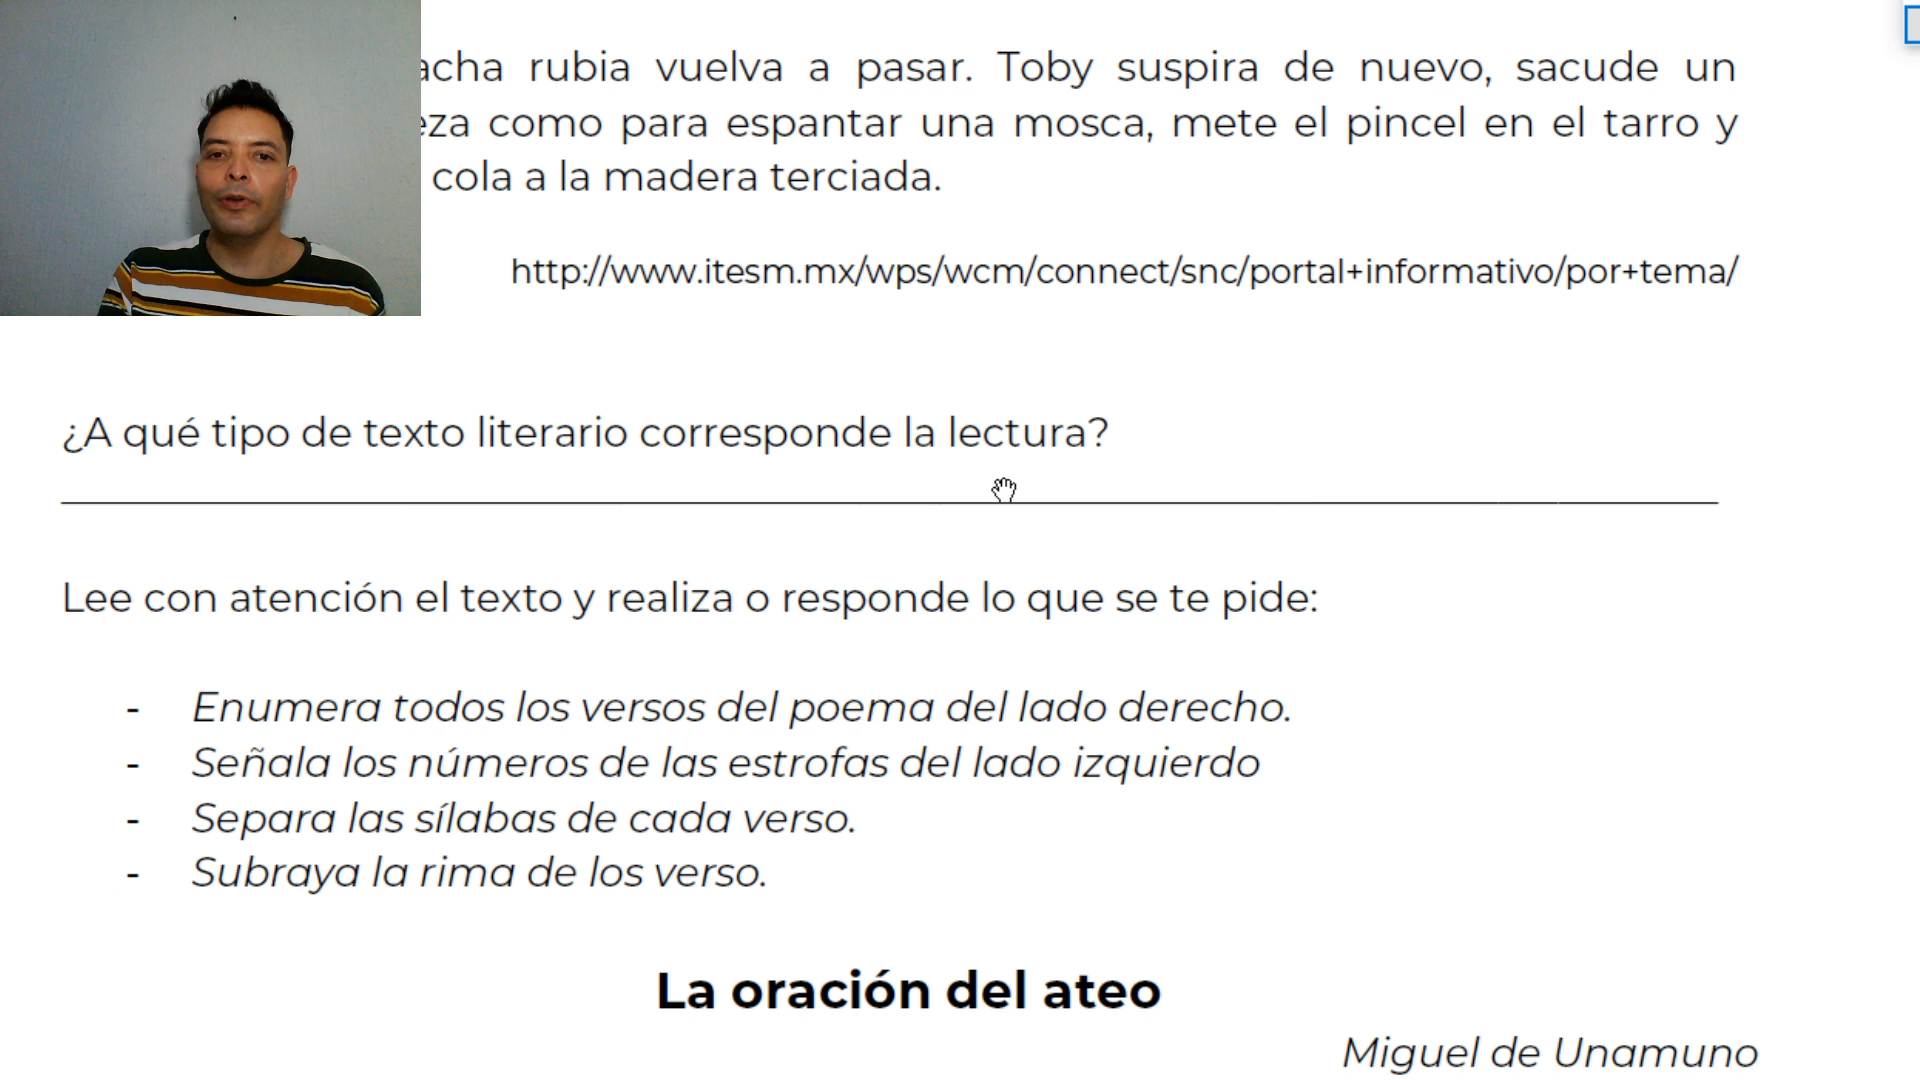 acha rubia vuelva a pasar. Toby suspira de nuevo, sacude un
eza como para espantar una mosca, mete el pincel en el tarro y
cola a la madera terciada.
http://www.itesm.mx/wps/wcm/connect/snc/portal+informativo/por+tema/
¿A qué tipo de texto literario corresponde la lectura?
Lee con atención el texto y realiza o responde lo que se te pide:
- Enumera todos los versos del poema del lado derecho.
- Señala los números de las estrofas del lado izquierdo
- Separa las sílabas de cada verso.
- Subraya la rima de los verso.
La oración del ateo
Miguel de Unamuno